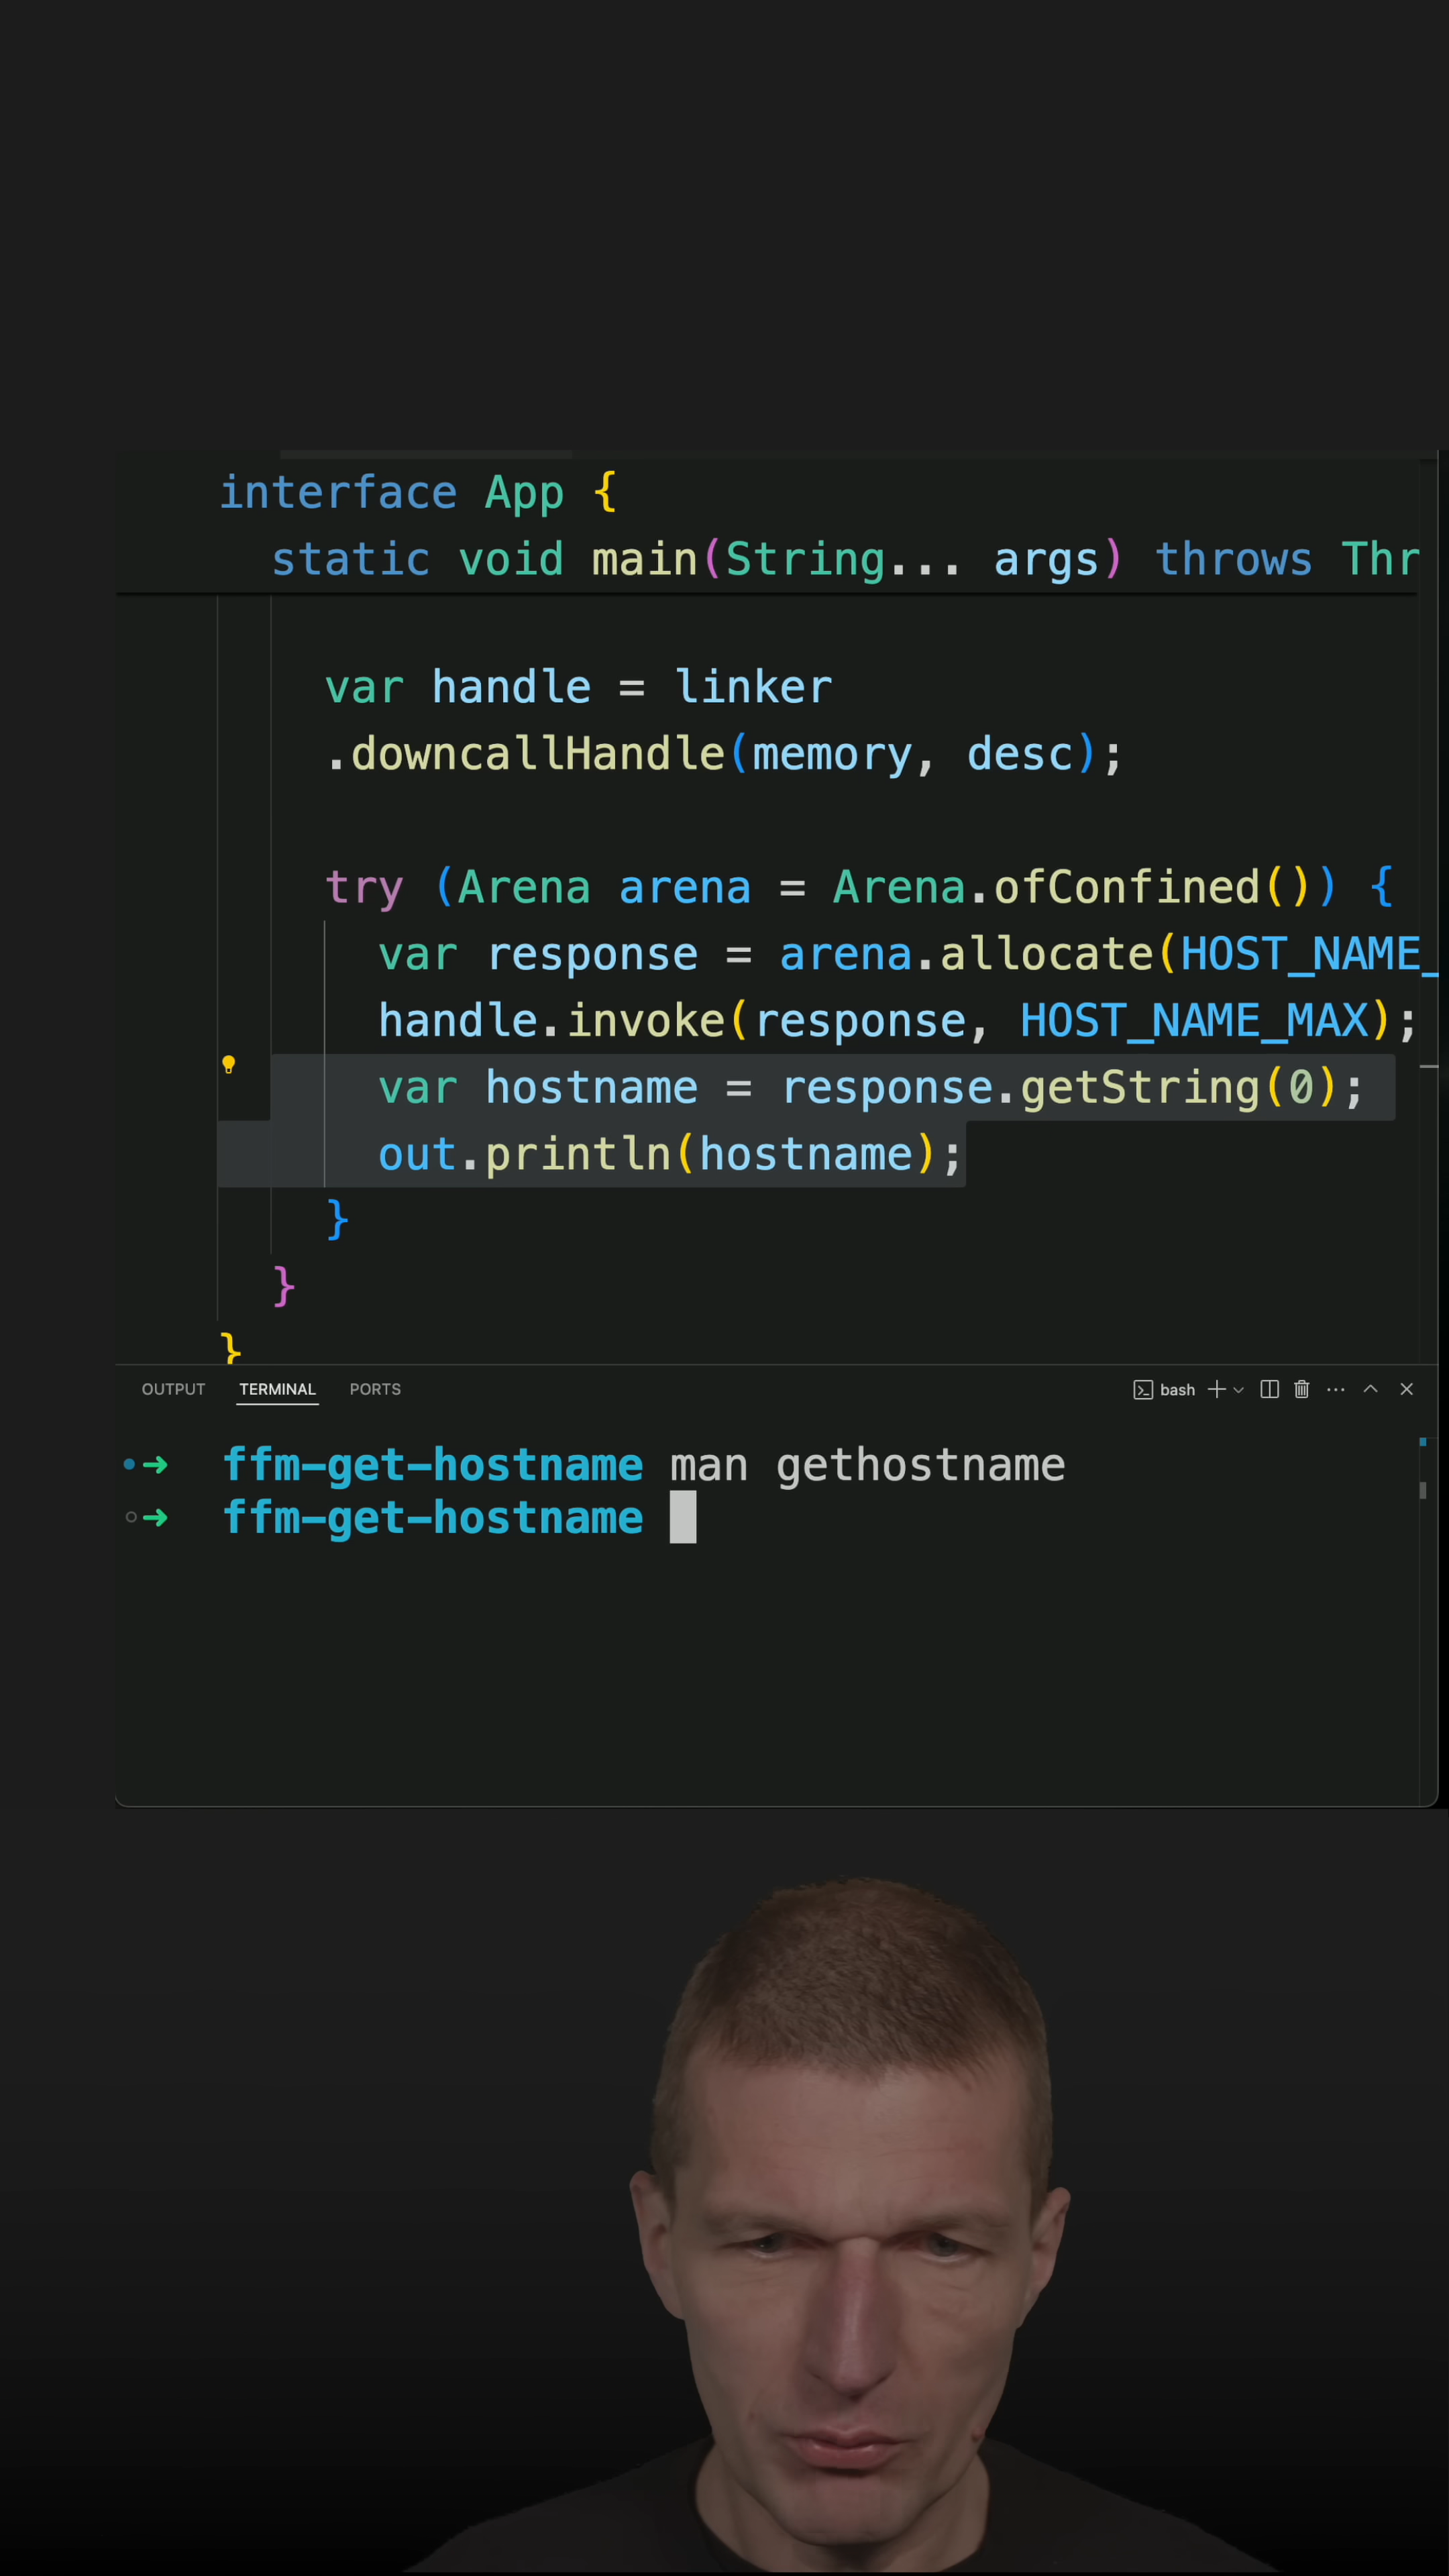 interface App {
static void main(String... args) throws Thr
var handle = linker
.downcallHandle(memory, desc);
try (Arena arena = Arena.ofConfined()) {
var response = arena.allocate(HOST_NAME_
handle.invoke(response, HOST_NAME_MAX);
var hostname = response.getString(0);
out.println(hostname);
}
}
}
OUTPUT TERMINAL PORTS bash
ffm-get-hostname man gethostname
ffm-get-hostname